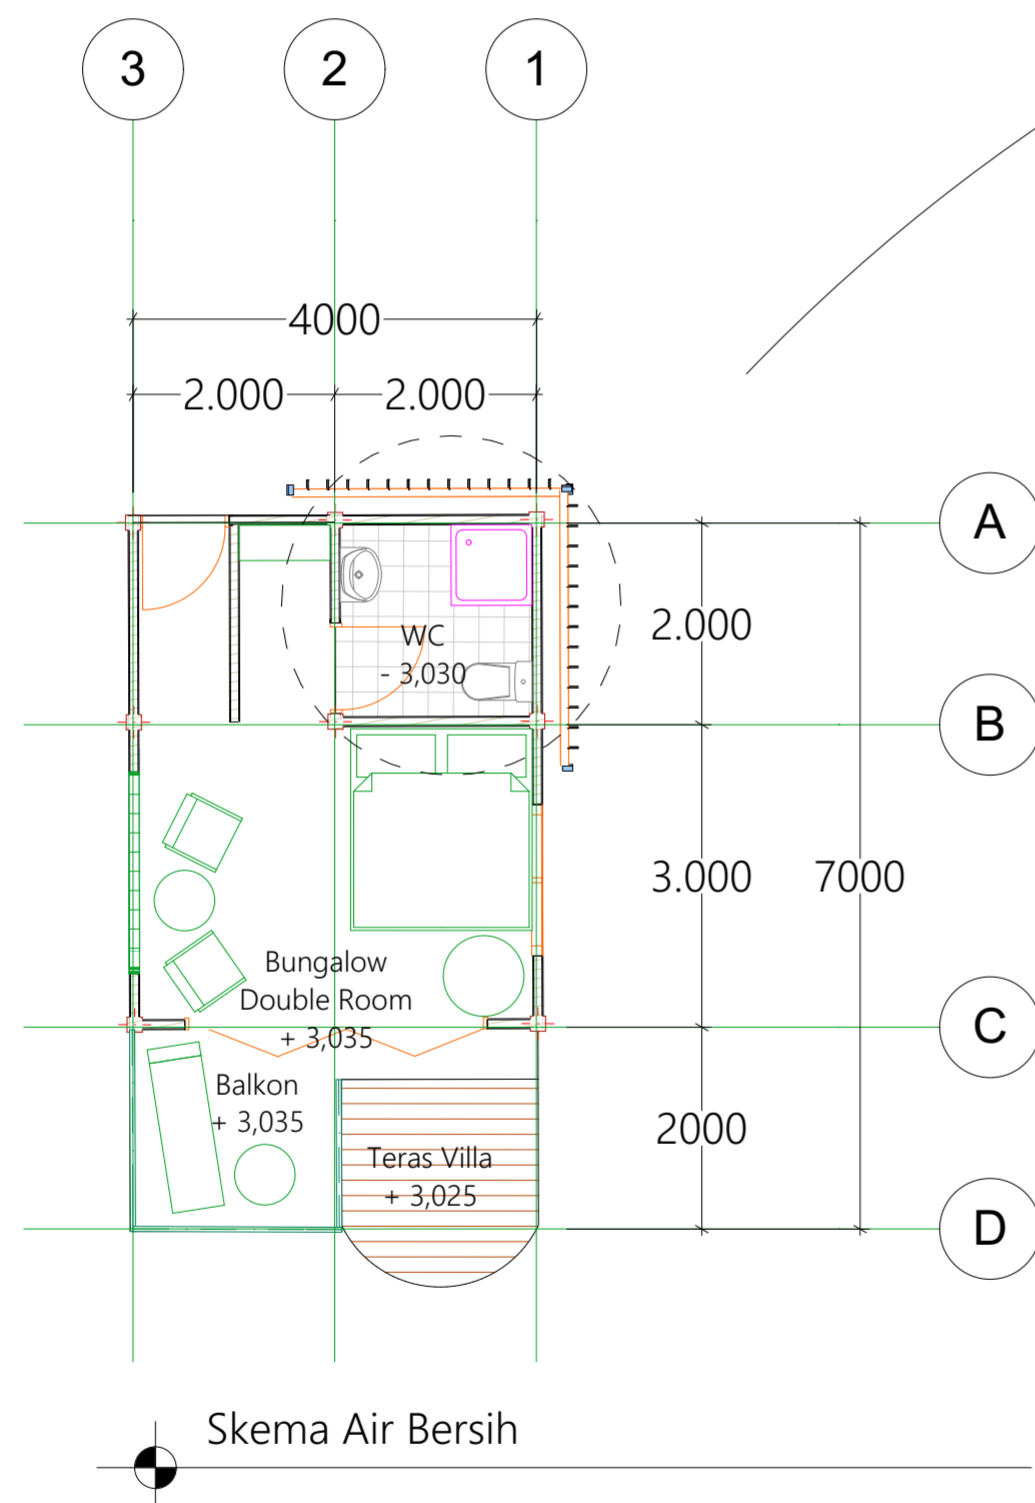 3
2
1
4000
2.000
2.000
A
WC
- 3,030
2.000
B
3.000
7000
Bungalow
Double Room
+ 3,035
C
Balkon
+ 3,035
2000
Teras Villa
+ 3,025
D
Skema Air Bersih